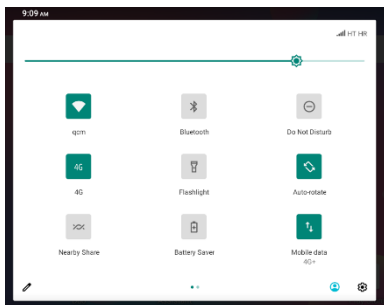 9:09 AM
HT HR
qcm
Bluetooth
Do Not Disturb
4G
4G
Flashlight
Auto-rotate
Nearby Share
Battery Saver
Mobile data
4G+